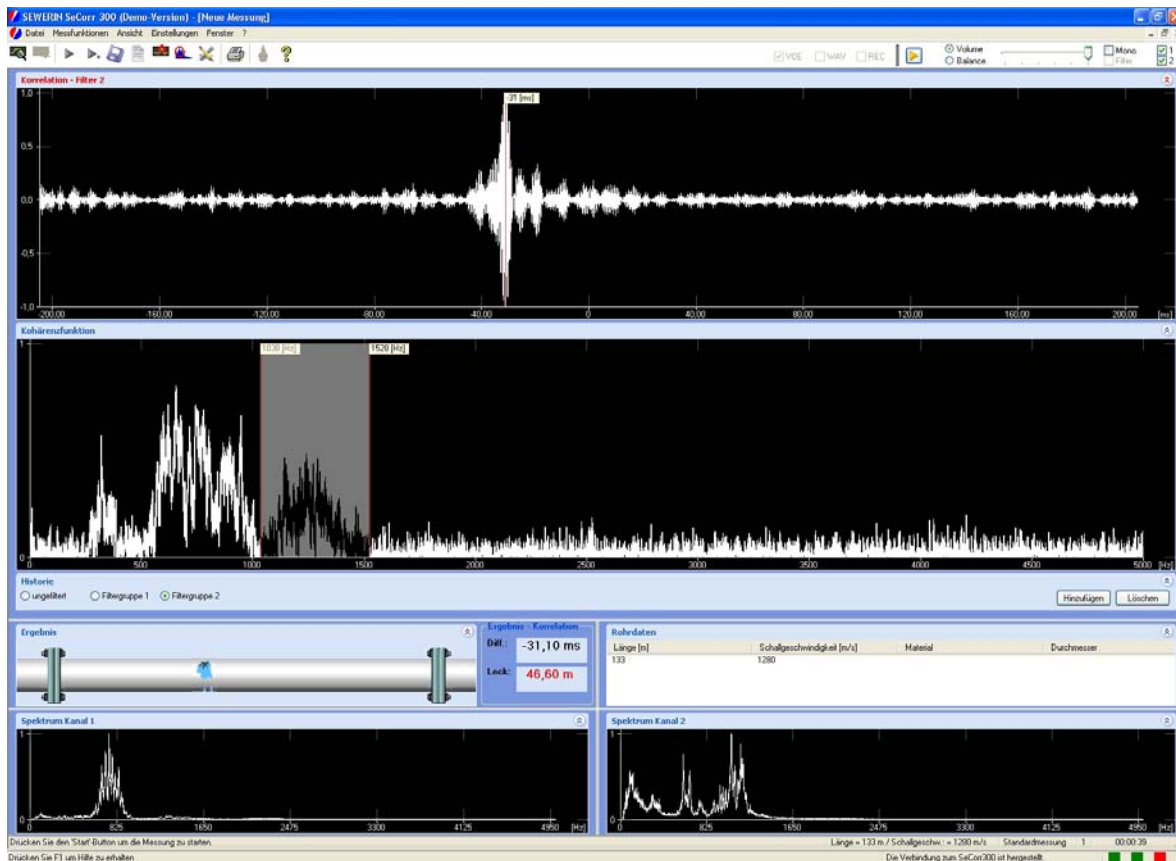 SEWERIN SeCorr 300 (Demo-Version) - [Neue Messung]
Datei Messfunktionen Ansicht Einstellungen Fenster ?
VDE WAV REC Volume Balance Mono Filter 1 2
Korrelation - Filter 2
-31 [ms]
1,0
0,5
0,0
-0,5
-1,0
-200,00 -160,00 -120,00 -80,00 -40,00 0 40,00 80,00 120,00 160,00 200,00 [ms]
Kohärenzfunktion
1
1030 [Hz] 1520 [Hz]
0
0 500 1000 1500 2000 2500 3000 3500 4000 4500 5000 [Hz]
Historie
ungefiltert Filtergruppe 1 Filtergruppe 2 Hinzufügen Löschen
Ergebnis
Ergebnis - Korrelation
Diff.: -31,10 ms
Leck: 46,60 m
Rohrdaten
Länge [m] Schallgeschwindigkeit [m/s] Material Durchmesser
133 1280
Spektrum Kanal 1
1
0 825 1650 2475 3300 4125 4950 [Hz]
Spektrum Kanal 2
1
0 825 1650 2475 3300 4125 4950 [Hz]
Drücken Sie den 'Start'-Button um die Messung zu starten. Länge = 133 m / Schallgeschw.: = 1280 m/s Standardmessung 1 00:00:39
Drücken Sie F1 um Hilfe zu erhalten Die Verbindung zum SeCorr300 ist hergestellt.